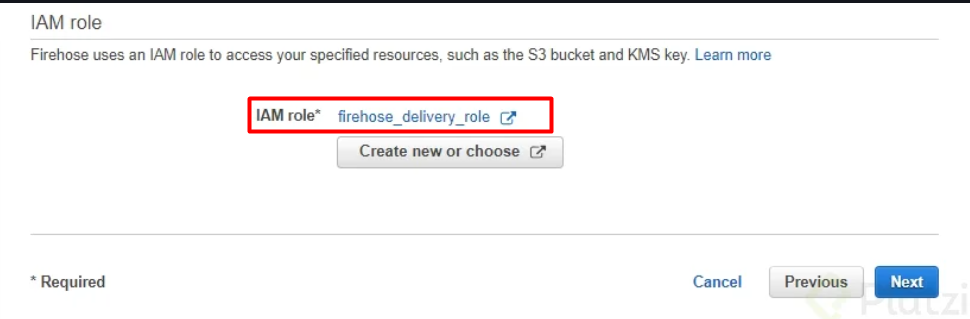 IAM role
Firehose uses an IAM role to access your specified resources, such as the S3 bucket and KMS key. Learn more
IAM role* firehose_delivery_role
Create new or choose
* Required
Cancel
Previous
Next
Platzi